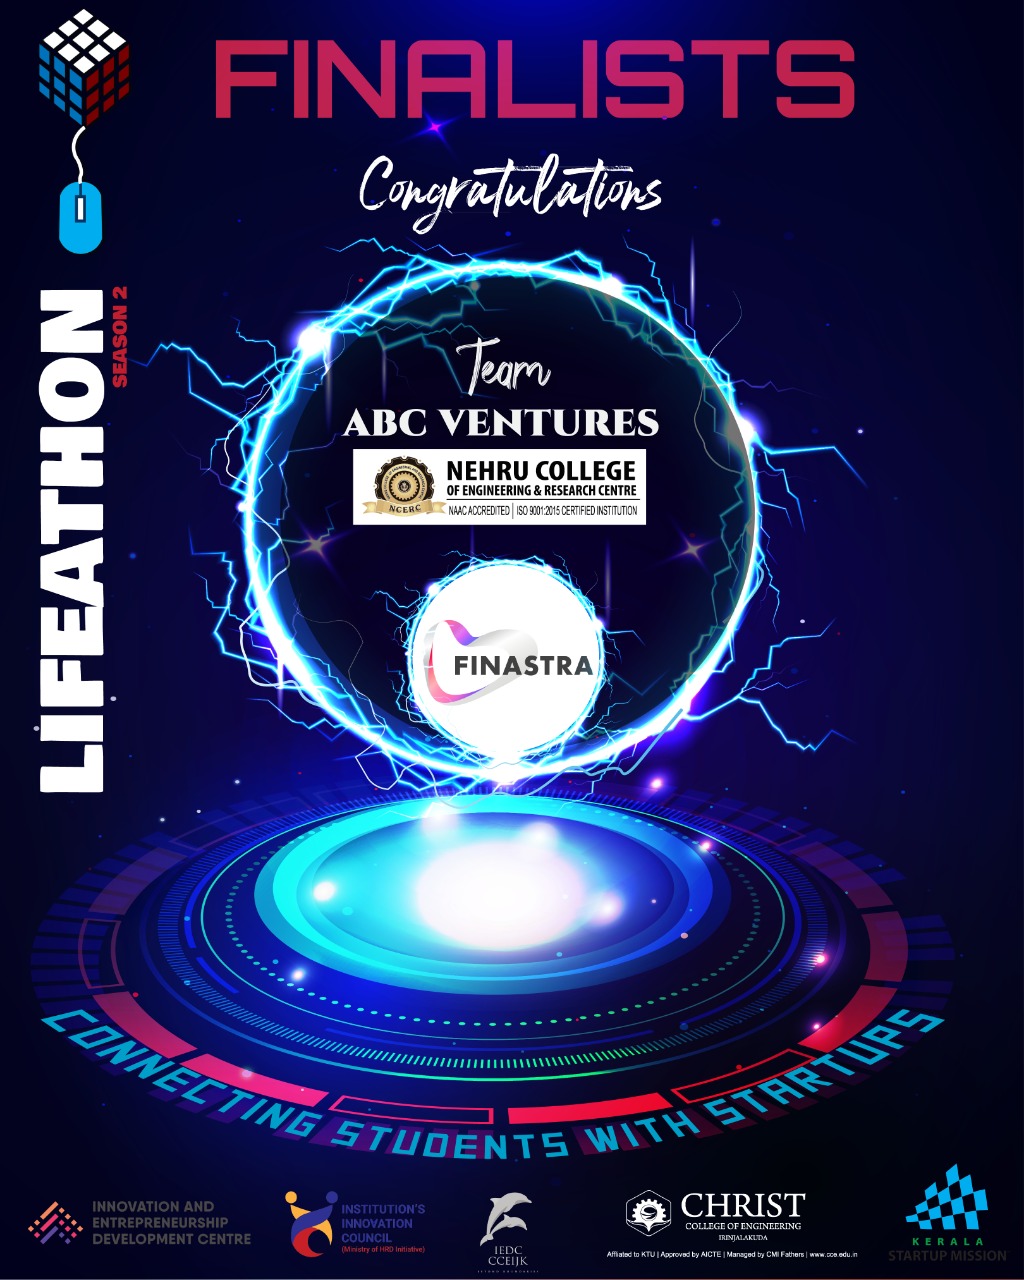 FINALISTS
Congratulations
LIFEATHON
SEASON 2
Team
ABC VENTURES
NEHRU COLLEGE
OF ENGINEERING & RESEARCH CENTRE
NCERC
NAAC ACCREDITED | ISO 9001:2015 CERTIFIED INSTITUTION
FINASTRA
CONNECTING STUDENTS WITH STARTUPS
INNOVATION AND
ENTREPRENEURSHIP
DEVELOPMENT CENTRE
INSTITUTION'S
INNOVATION
COUNCIL
(Ministry of HRD Initiative)
IEDC
CCEIJK
CHRIST
COLLEGE OF ENGINEERING
IRINJALAKUDA
Affliated to KTU | Approved by AICTE | Managed by CMI Fathers | www.cce.edu.in
KERALA
STARTUP MISSION